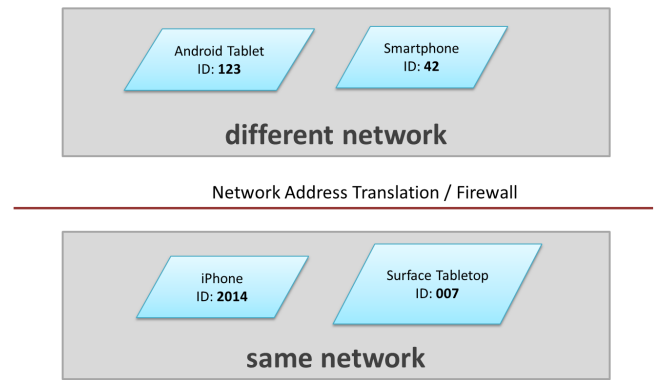 Android Tablet
ID: 123
Smartphone
ID: 42
different network
Network Address Translation / Firewall
iPhone
ID: 2014
Surface Tabletop
ID: 007
same network